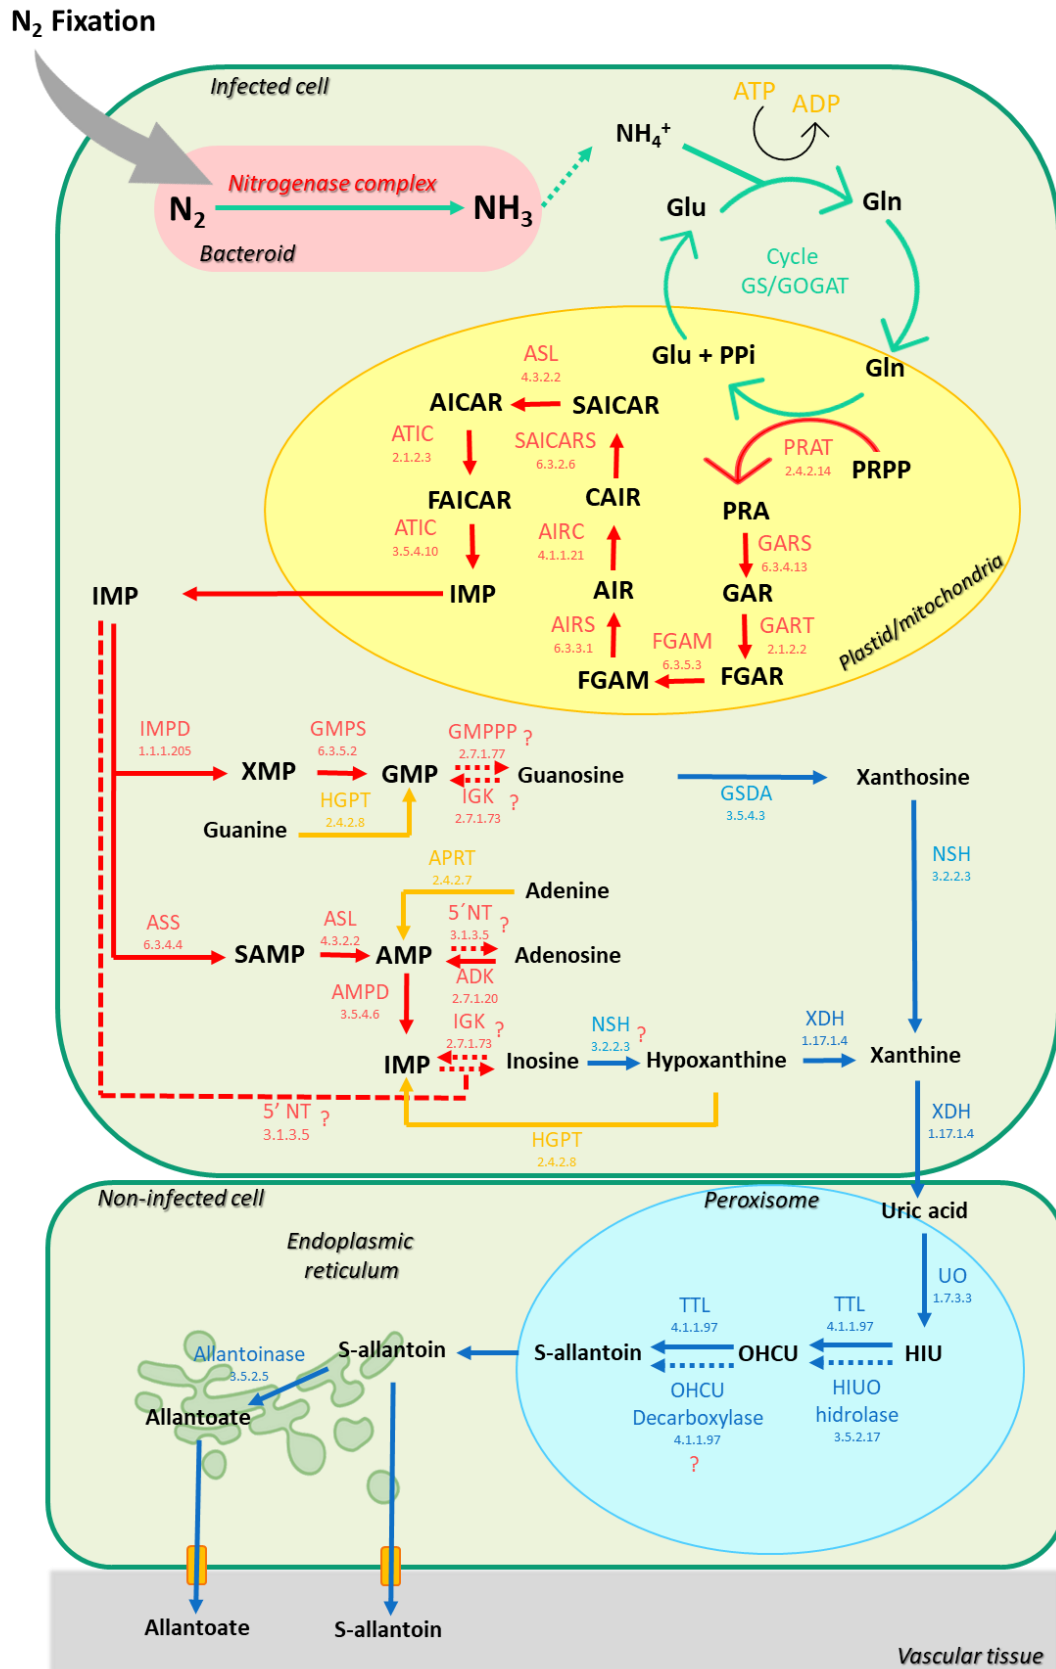 N2 Fixation
Infected cell
ATP
ADP
NH4+
Nitrogenase complex
N2
NH3
Bacteroid
Glu
Gln
Cycle
GS/GOGAT
Glu + PPi
Gln
ASL
4.3.2.2
AICAR
SAICAR
ATIC
2.1.2.3
SAICARS
6.3.2.6
PRAT
2.4.2.14
PRPP
FAICAR
CAIR
PRA
ATIC
3.5.4.10
AIRC
4.1.1.21
GARS
6.3.4.13
IMP
IMP
AIR
GAR
Plastid/mitochondria
AIRS
6.3.3.1
FGAM
6.3.5.3
GART
2.1.2.2
FGAM
FGAR
IMPD
1.1.1.205
GMPS
6.3.5.2
GMPPP ?
2.7.1.77
XMP
GMP
Guanosine
Xanthosine
HGPT
2.4.2.8
IGK ?
2.7.1.73
GSDA
3.5.4.3
Guanine
APRT
2.4.2.7
NSH
3.2.2.3
Adenine
ASS
6.3.4.4
ASL
4.3.2.2
5´NT ?
3.1.3.5
SAMP
AMP
Adenosine
AMPD
3.5.4.6
ADK
2.7.1.20
IGK ?
2.7.1.73
NSH ?
3.2.2.3
XDH
1.17.1.4
IMP
Inosine
Hypoxanthine
Xanthine
5′ NT ?
3.1.3.5
HGPT
2.4.2.8
XDH
1.17.1.4
Non-infected cell
Peroxisome
Uric acid
Endoplasmic
reticulum
UO
1.7.3.3
TTL
4.1.1.97
TTL
4.1.1.97
Allantoinase
3.5.2.5
S-allantoin
S-allantoin
OHCU
HIU
OHCU
Decarboxylase
4.1.1.97
?
HIUO
hidrolase
3.5.2.17
Allantoate
Allantoate
S-allantoin
Vascular tissue